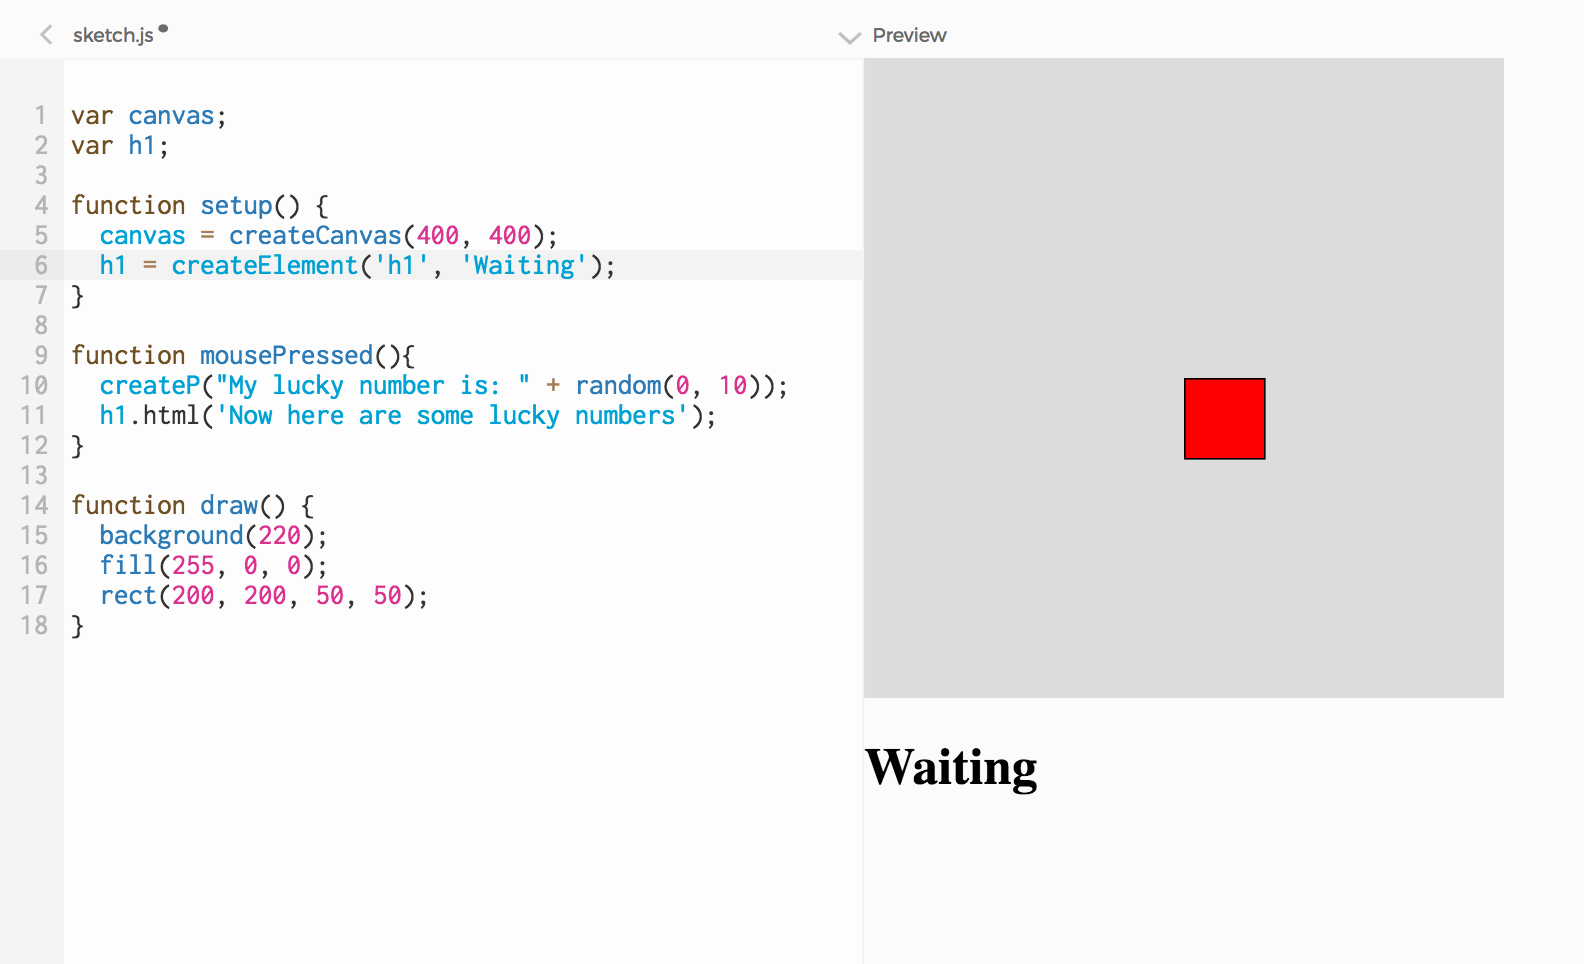 sketch.js
Preview
1 var canvas;
2 var h1;
3
4 function setup() {
5   canvas = createCanvas(400, 400);
6   h1 = createElement('h1', 'Waiting');
7 }
8
9 function mousePressed(){
10   createP("My lucky number is: " + random(0, 10));
11   h1.html('Now here are some lucky numbers');
12 }
13
14 function draw() {
15   background(220);
16   fill(255, 0, 0);
17   rect(200, 200, 50, 50);
18 }
Waiting